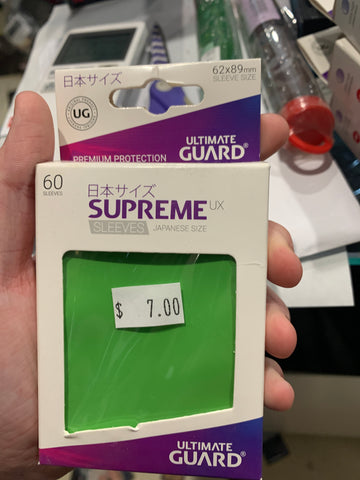 日本サイズ
62x89mm
SLEEVE SIZE
UG
ULTIMATE
GUARD®
PREMIUM PROTECTION
60
SLEEVES
日本サイズ
SUPREME UX
SLEEVES JAPANESE SIZE
$ 7.00
ULTIMATE
GUARD®